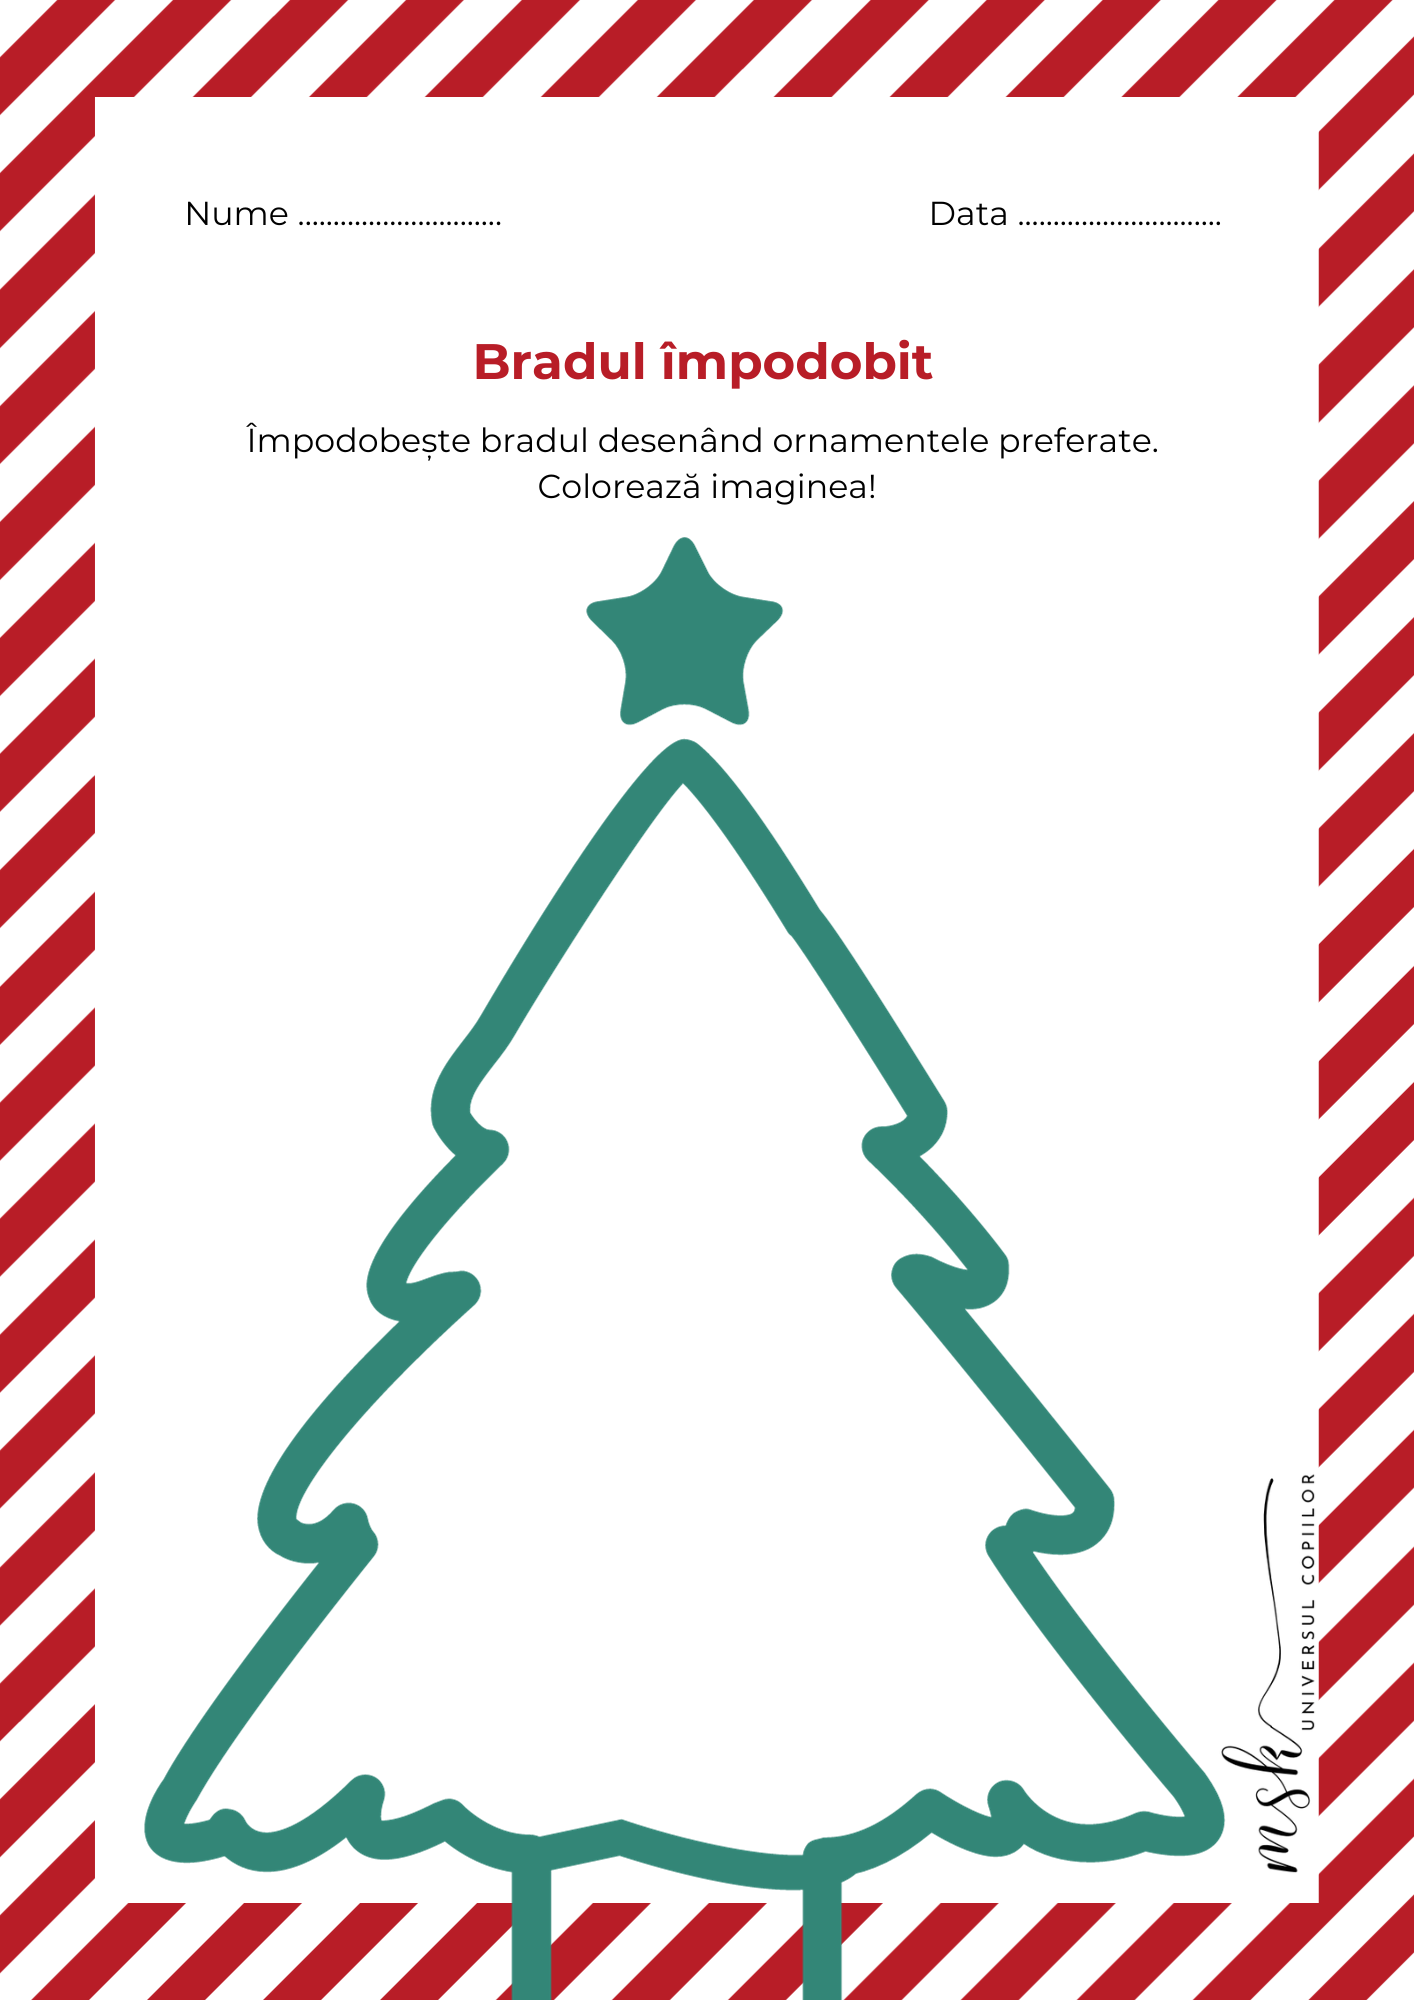 Nume .............................
Data .............................
Bradul împodobit
Împodobește bradul desenând ornamentele preferate.
Colorează imaginea!
msk
UNIVERSUL COPIILOR